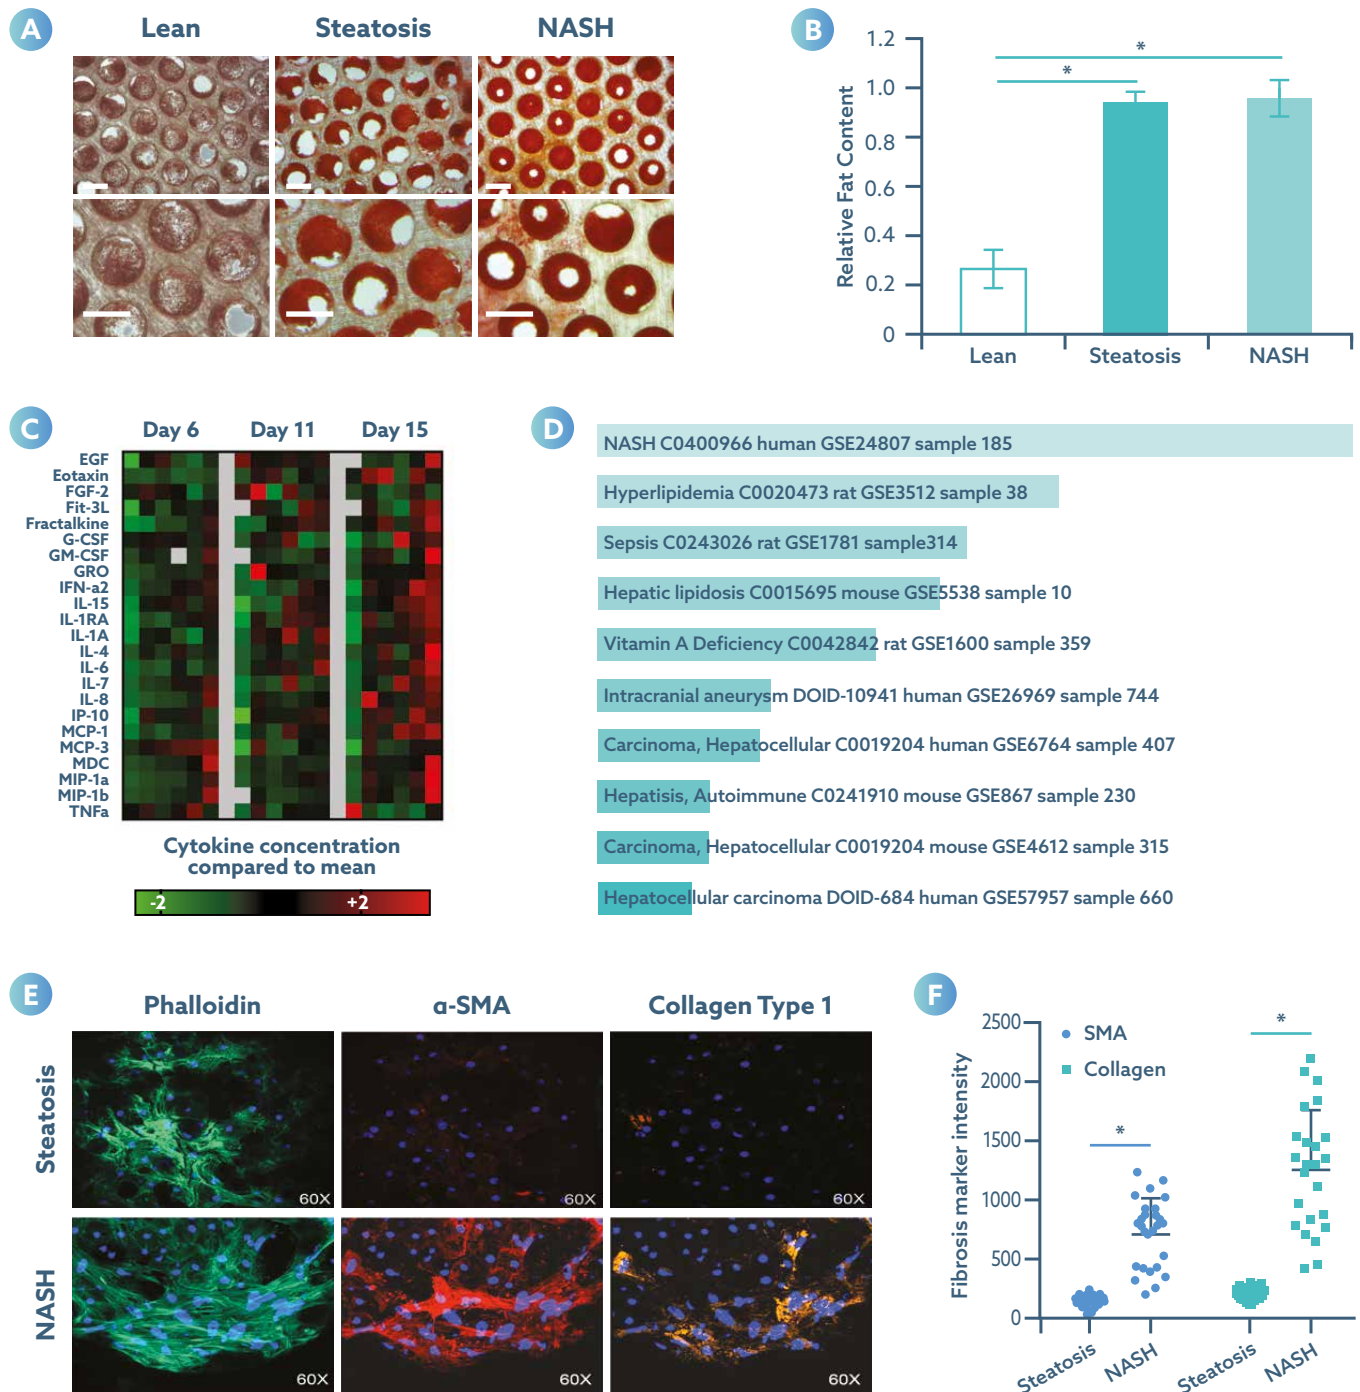 A
Lean
Steatosis
NASH
B
Relative Fat Content
1.2
1.0
0.8
0.6
0.4
0.2
0
*
*
Lean
Steatosis
NASH
C
Day 6
Day 11
Day 15
EGF
Eotaxin
FGF-2
Fit-3L
Fractalkine
G-CSF
GM-CSF
GRO
IFN-a2
IL-15
IL-1RA
IL-1A
IL-4
IL-6
IL-7
IL-8
IP-10
MCP-1
MCP-3
MDC
MIP-1a
MIP-1b
TNFa
Cytokine concentration
compared to mean
-2
+2
D
NASH C0400966 human GSE24807 sample 185
Hyperlipidemia C0020473 rat GSE3512 sample 38
Sepsis C0243026 rat GSE1781 sample314
Hepatic lipidosis C0015695 mouse GSE5538 sample 10
Vitamin A Deficiency C0042842 rat GSE1600 sample 359
Intracranial aneurysm DOID-10941 human GSE26969 sample 744
Carcinoma, Hepatocellular C0019204 human GSE6764 sample 407
Hepatisis, Autoimmune C0241910 mouse GSE867 sample 230
Carcinoma, Hepatocellular C0019204 mouse GSE4612 sample 315
Hepatocellular carcinoma DOID-684 human GSE57957 sample 660
E
Phalloidin
α-SMA
Collagen Type 1
Steatosis
60X
60X
60X
NASH
60X
60X
60X
F
Fibrosis marker intensity
2500
2000
1500
1000
500
0
SMA
Collagen
*
*
Steatosis
NASH
Steatosis
NASH